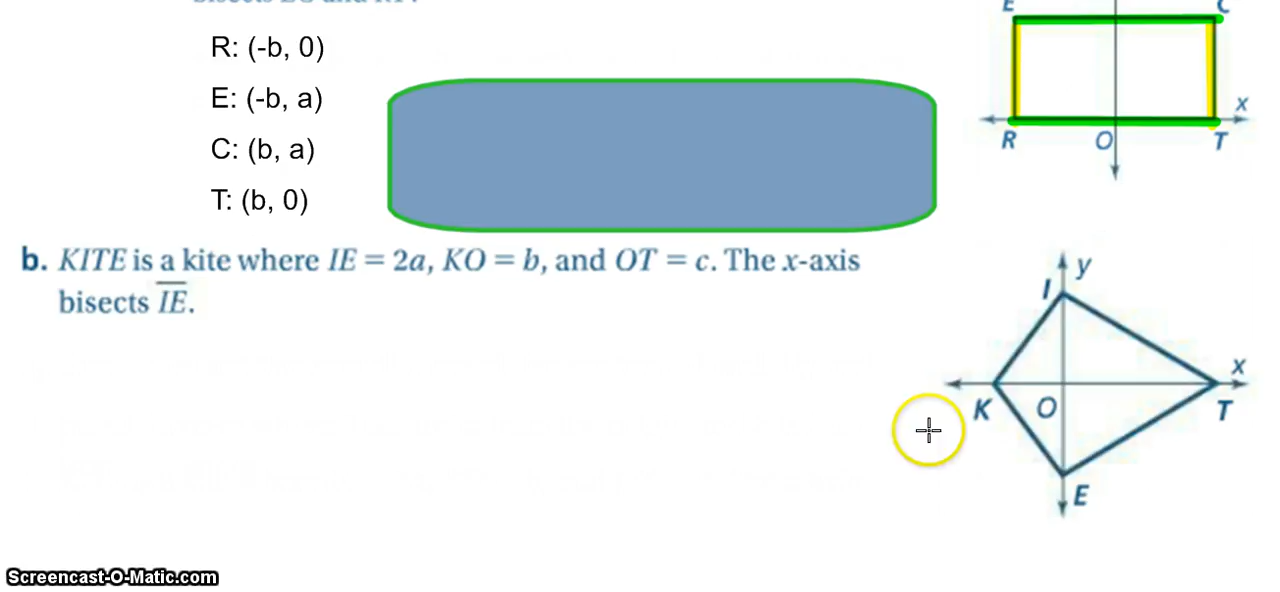 E C
R: (-b, 0)
E: (-b, a)
C: (b, a)
T: (b, 0)
x
R O T
b. KITE is a kite where IE = 2a, KO = b, and OT = c. The x-axis
bisects IE.
y
I
x
K O T
E
Screencast-O-Matic.com